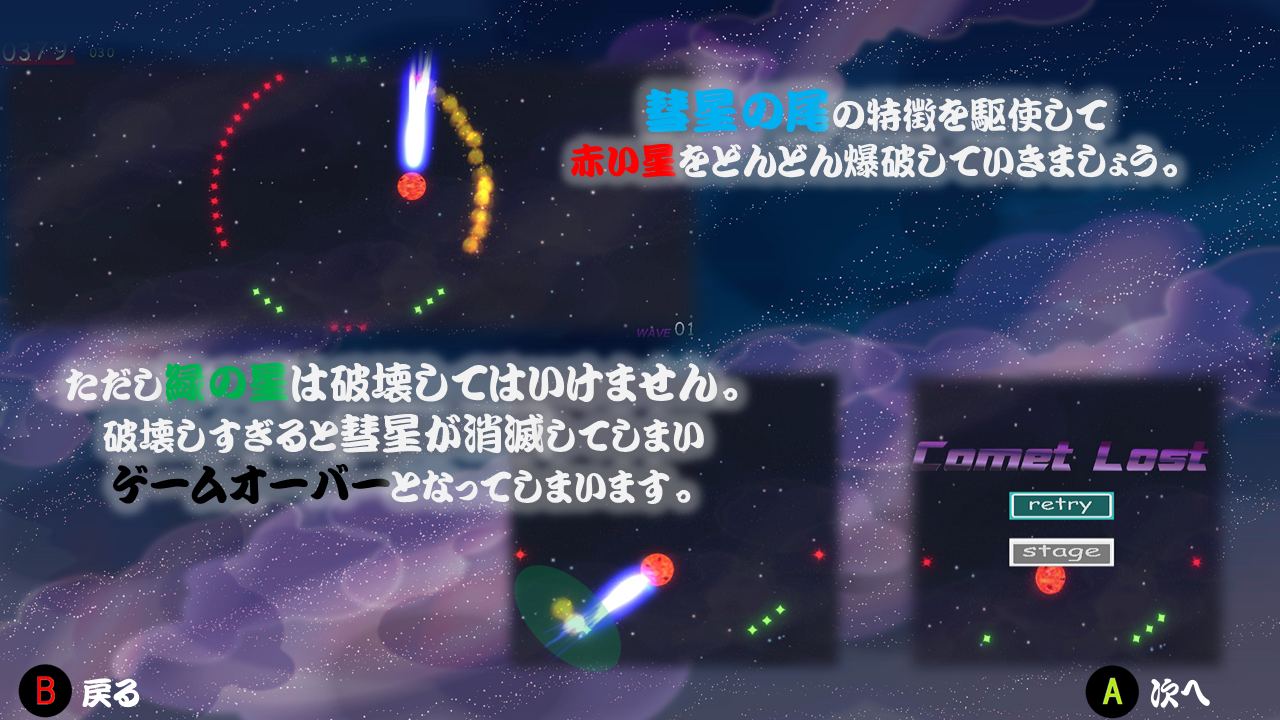 0379 030
彗星の尾の特徴を駆使して
赤い星をどんどん爆破していきましょう。
WAVE 01
ただし緑の星は破壊してはいけません。
破壊しすぎると彗星が消滅してしまい
ゲームオーバーとなってしまいます。
Comet Lost
retry
stage
B 戻る
A 次へ